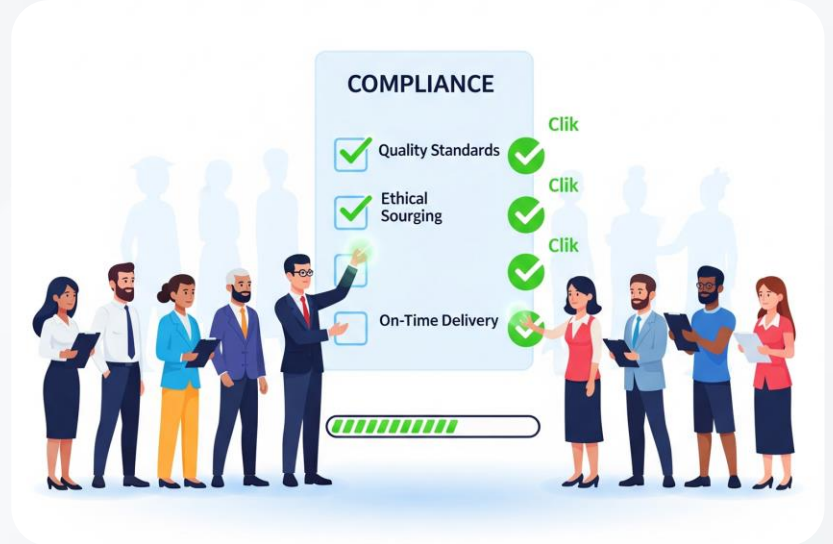 COMPLIANCE
Clik
Quality Standards
Clik
Ethical
Sourging
Clik
On-Time Delivery